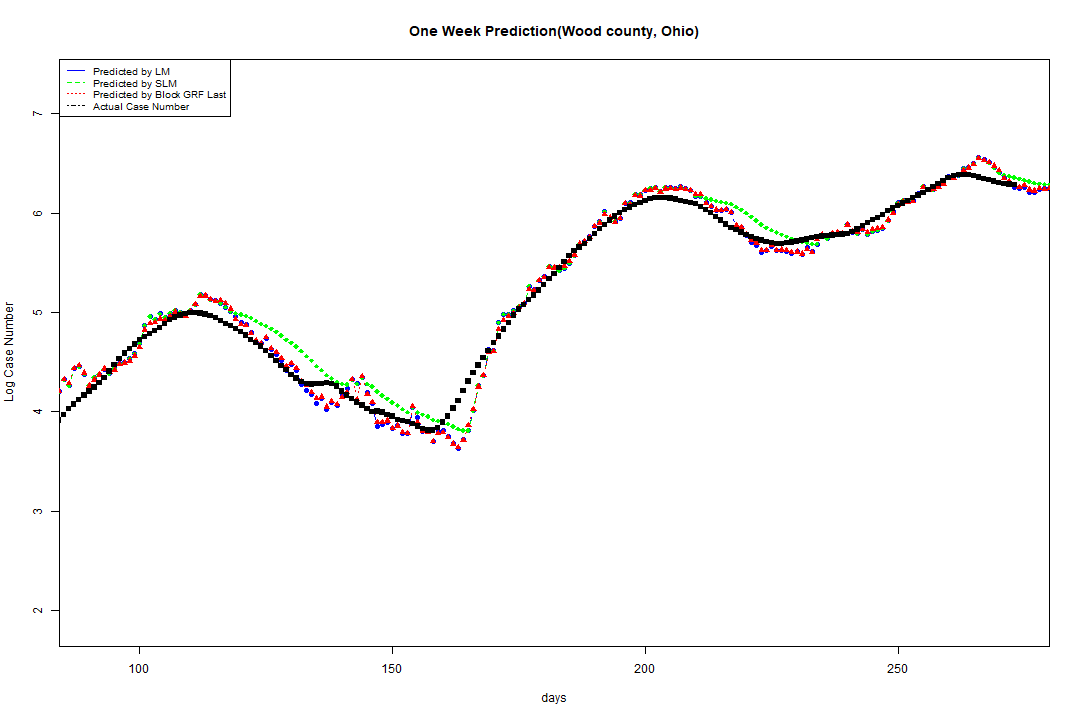 One Week Prediction(Wood county, Ohio)
Predicted by LM
Predicted by SLM
Predicted by Block GRF Last
Actual Case Number
7
6
5
4
3
2
Log Case Number
100 150 200 250
days